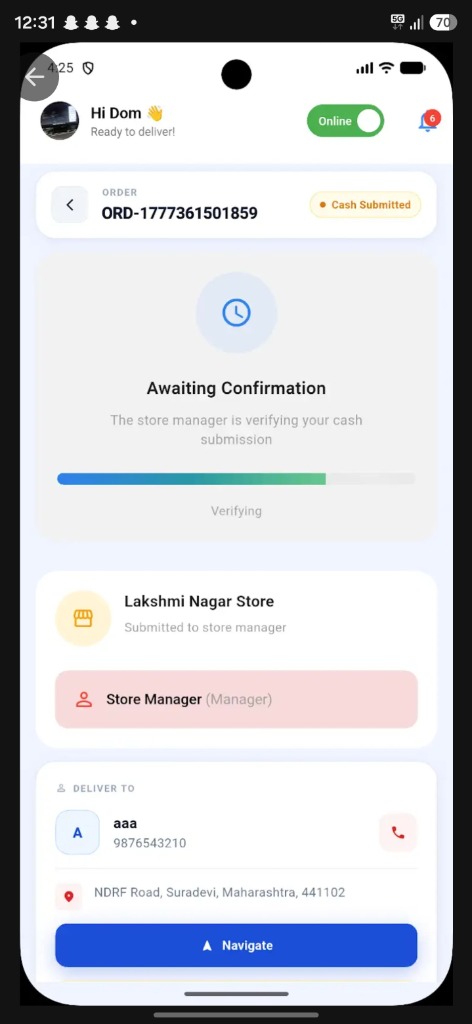 12:31
5G
70
4:25
Hi Dom 👋
Ready to deliver!
Online
6
ORDER
ORD-1777361501859
Cash Submitted
Awaiting Confirmation
The store manager is verifying your cash
submission
Verifying
Lakshmi Nagar Store
Submitted to store manager
Store Manager (Manager)
DELIVER TO
A
aaa
9876543210
NDRF Road, Suradevi, Maharashtra, 441102
Navigate